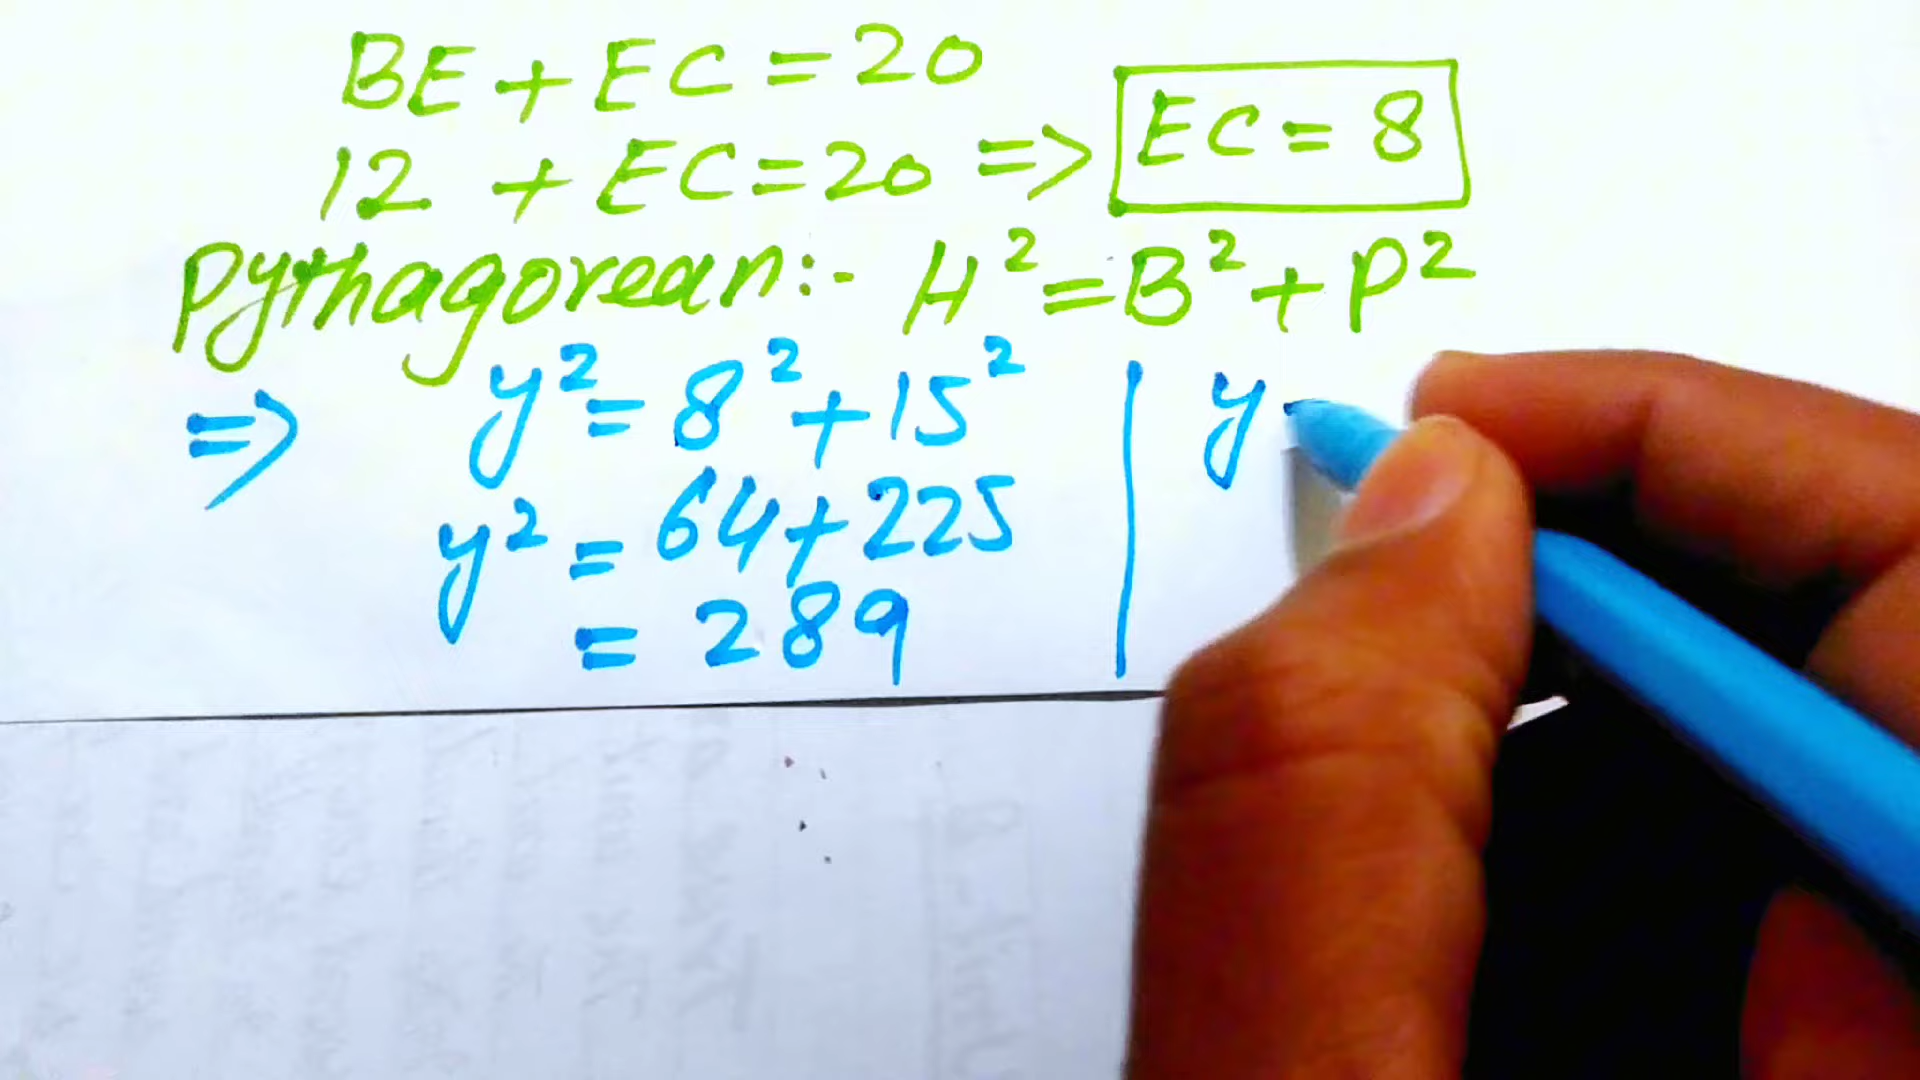 BE + EC = 20
12 + EC = 20 => EC = 8
Pythagorean:- H² = B² + P²
=> y² = 8² + 15² | y
y² = 64 + 225
= 289